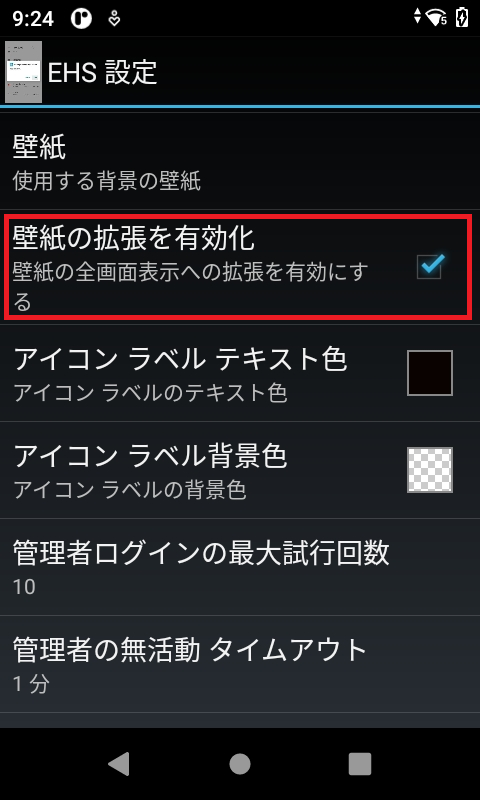 9:24
EHS 設定
壁紙
使用する背景の壁紙
壁紙の拡張を有効化
壁紙の全画面表示への拡張を有効にす
る
アイコン ラベル テキスト色
アイコン ラベルのテキスト色
アイコン ラベル背景色
アイコン ラベルの背景色
管理者ログインの最大試行回数
10
管理者の無活動 タイムアウト
1 分